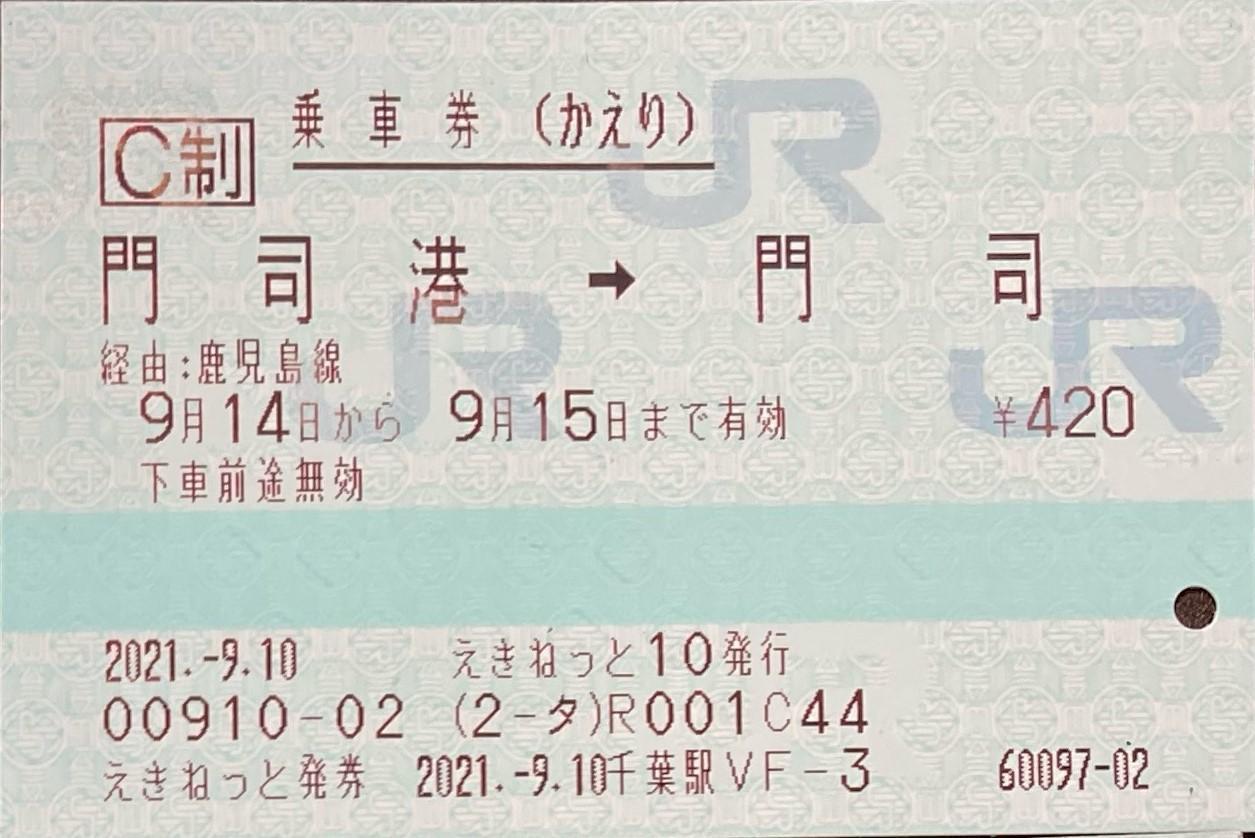 乗車券（かえり）
C制
門司港 → 門司
経由：鹿児島線
9月14日から 9月15日まで有効 ￥420
下車前途無効
2021.-9.10 えきねっと10発行
00910-02 (2-タ)R001C44
えきねっと発券 2021.-9.10千葉駅VF-3 60097-02
JR
JR
JR